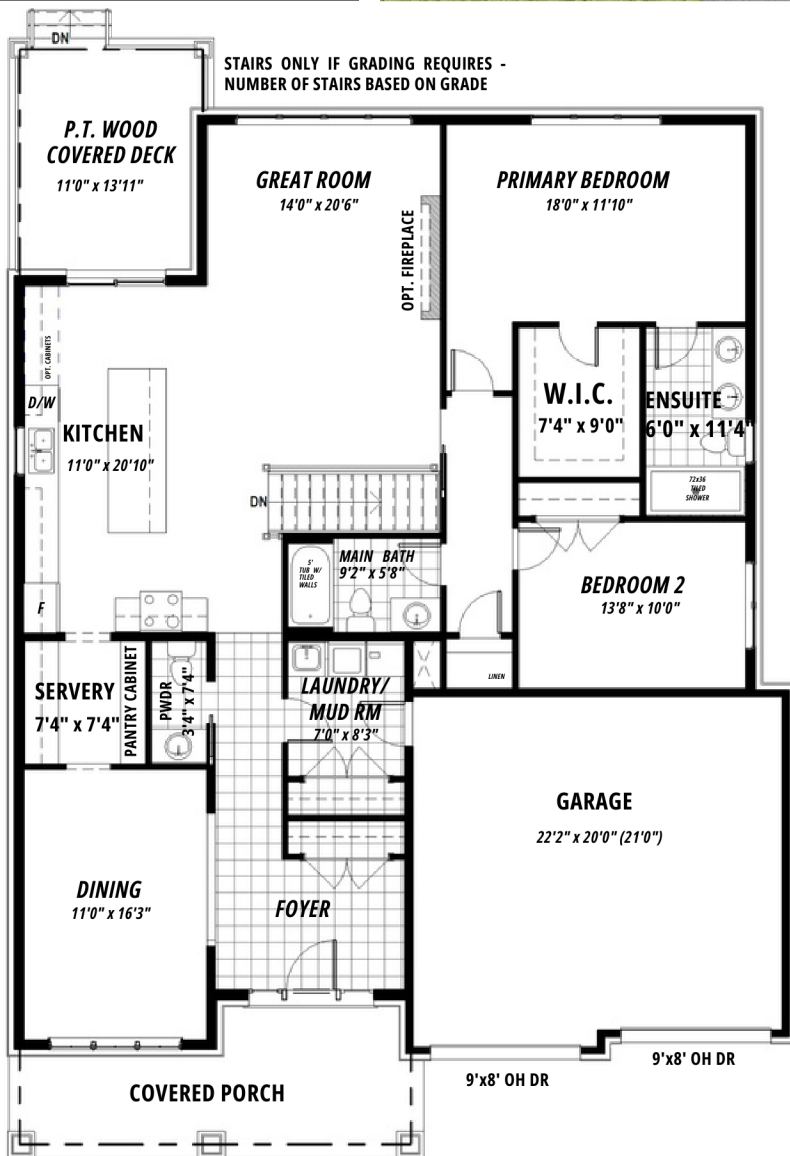 DN
STAIRS ONLY IF GRADING REQUIRES -
NUMBER OF STAIRS BASED ON GRADE
P.T. WOOD
COVERED DECK
11'0" x 13'11"
GREAT ROOM
14'0" x 20'6"
PRIMARY BEDROOM
18'0" x 11'10"
OPT. FIREPLACE
OPT. CABINETS
D/W
KITCHEN
11'0" x 20'10"
W.I.C.
7'4" x 9'0"
ENSUITE
6'0" x 11'4"
72x36
TILED
SHOWER
DN
5'
TUB W/
TILED
WALLS
MAIN BATH
9'2" x 5'8"
BEDROOM 2
13'8" x 10'0"
F
LINEN
SERVERY
7'4" x 7'4"
PANTRY CABINET
PWDR
3'4" x 7'4"
LAUNDRY/
MUD RM
7'0" x 8'3"
GARAGE
22'2" x 20'0" (21'0")
DINING
11'0" x 16'3"
FOYER
COVERED PORCH
9'x8' OH DR
9'x8' OH DR